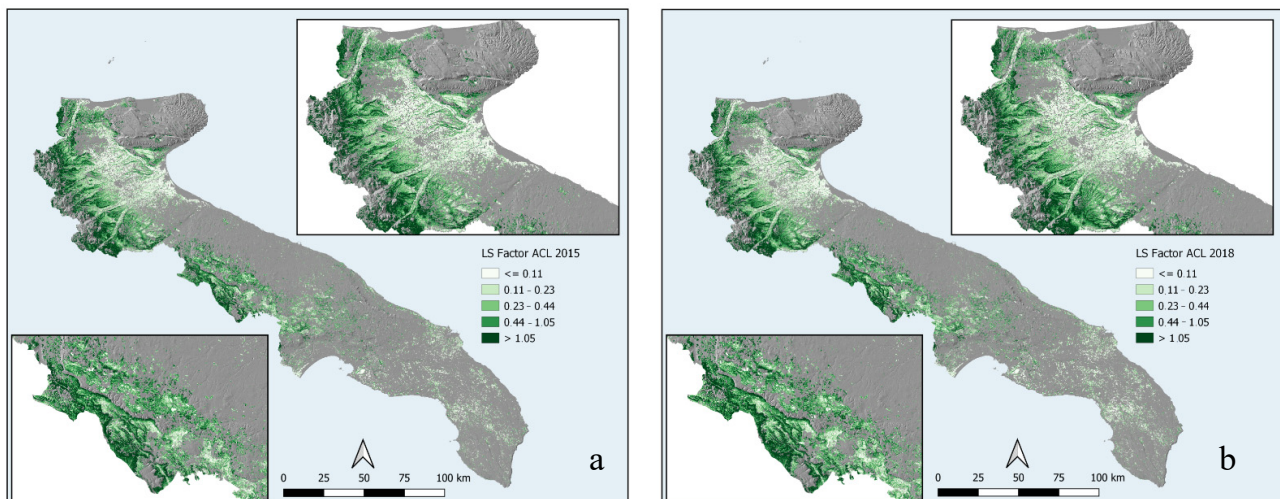 LS Factor ACL 2015
<= 0.11
0.11 - 0.23
0.23 - 0.44
0.44 - 1.05
> 1.05
0 25 50 75 100 km
a
LS Factor ACL 2018
<= 0.11
0.11 - 0.23
0.23 - 0.44
0.44 - 1.05
> 1.05
0 25 50 75 100 km
b